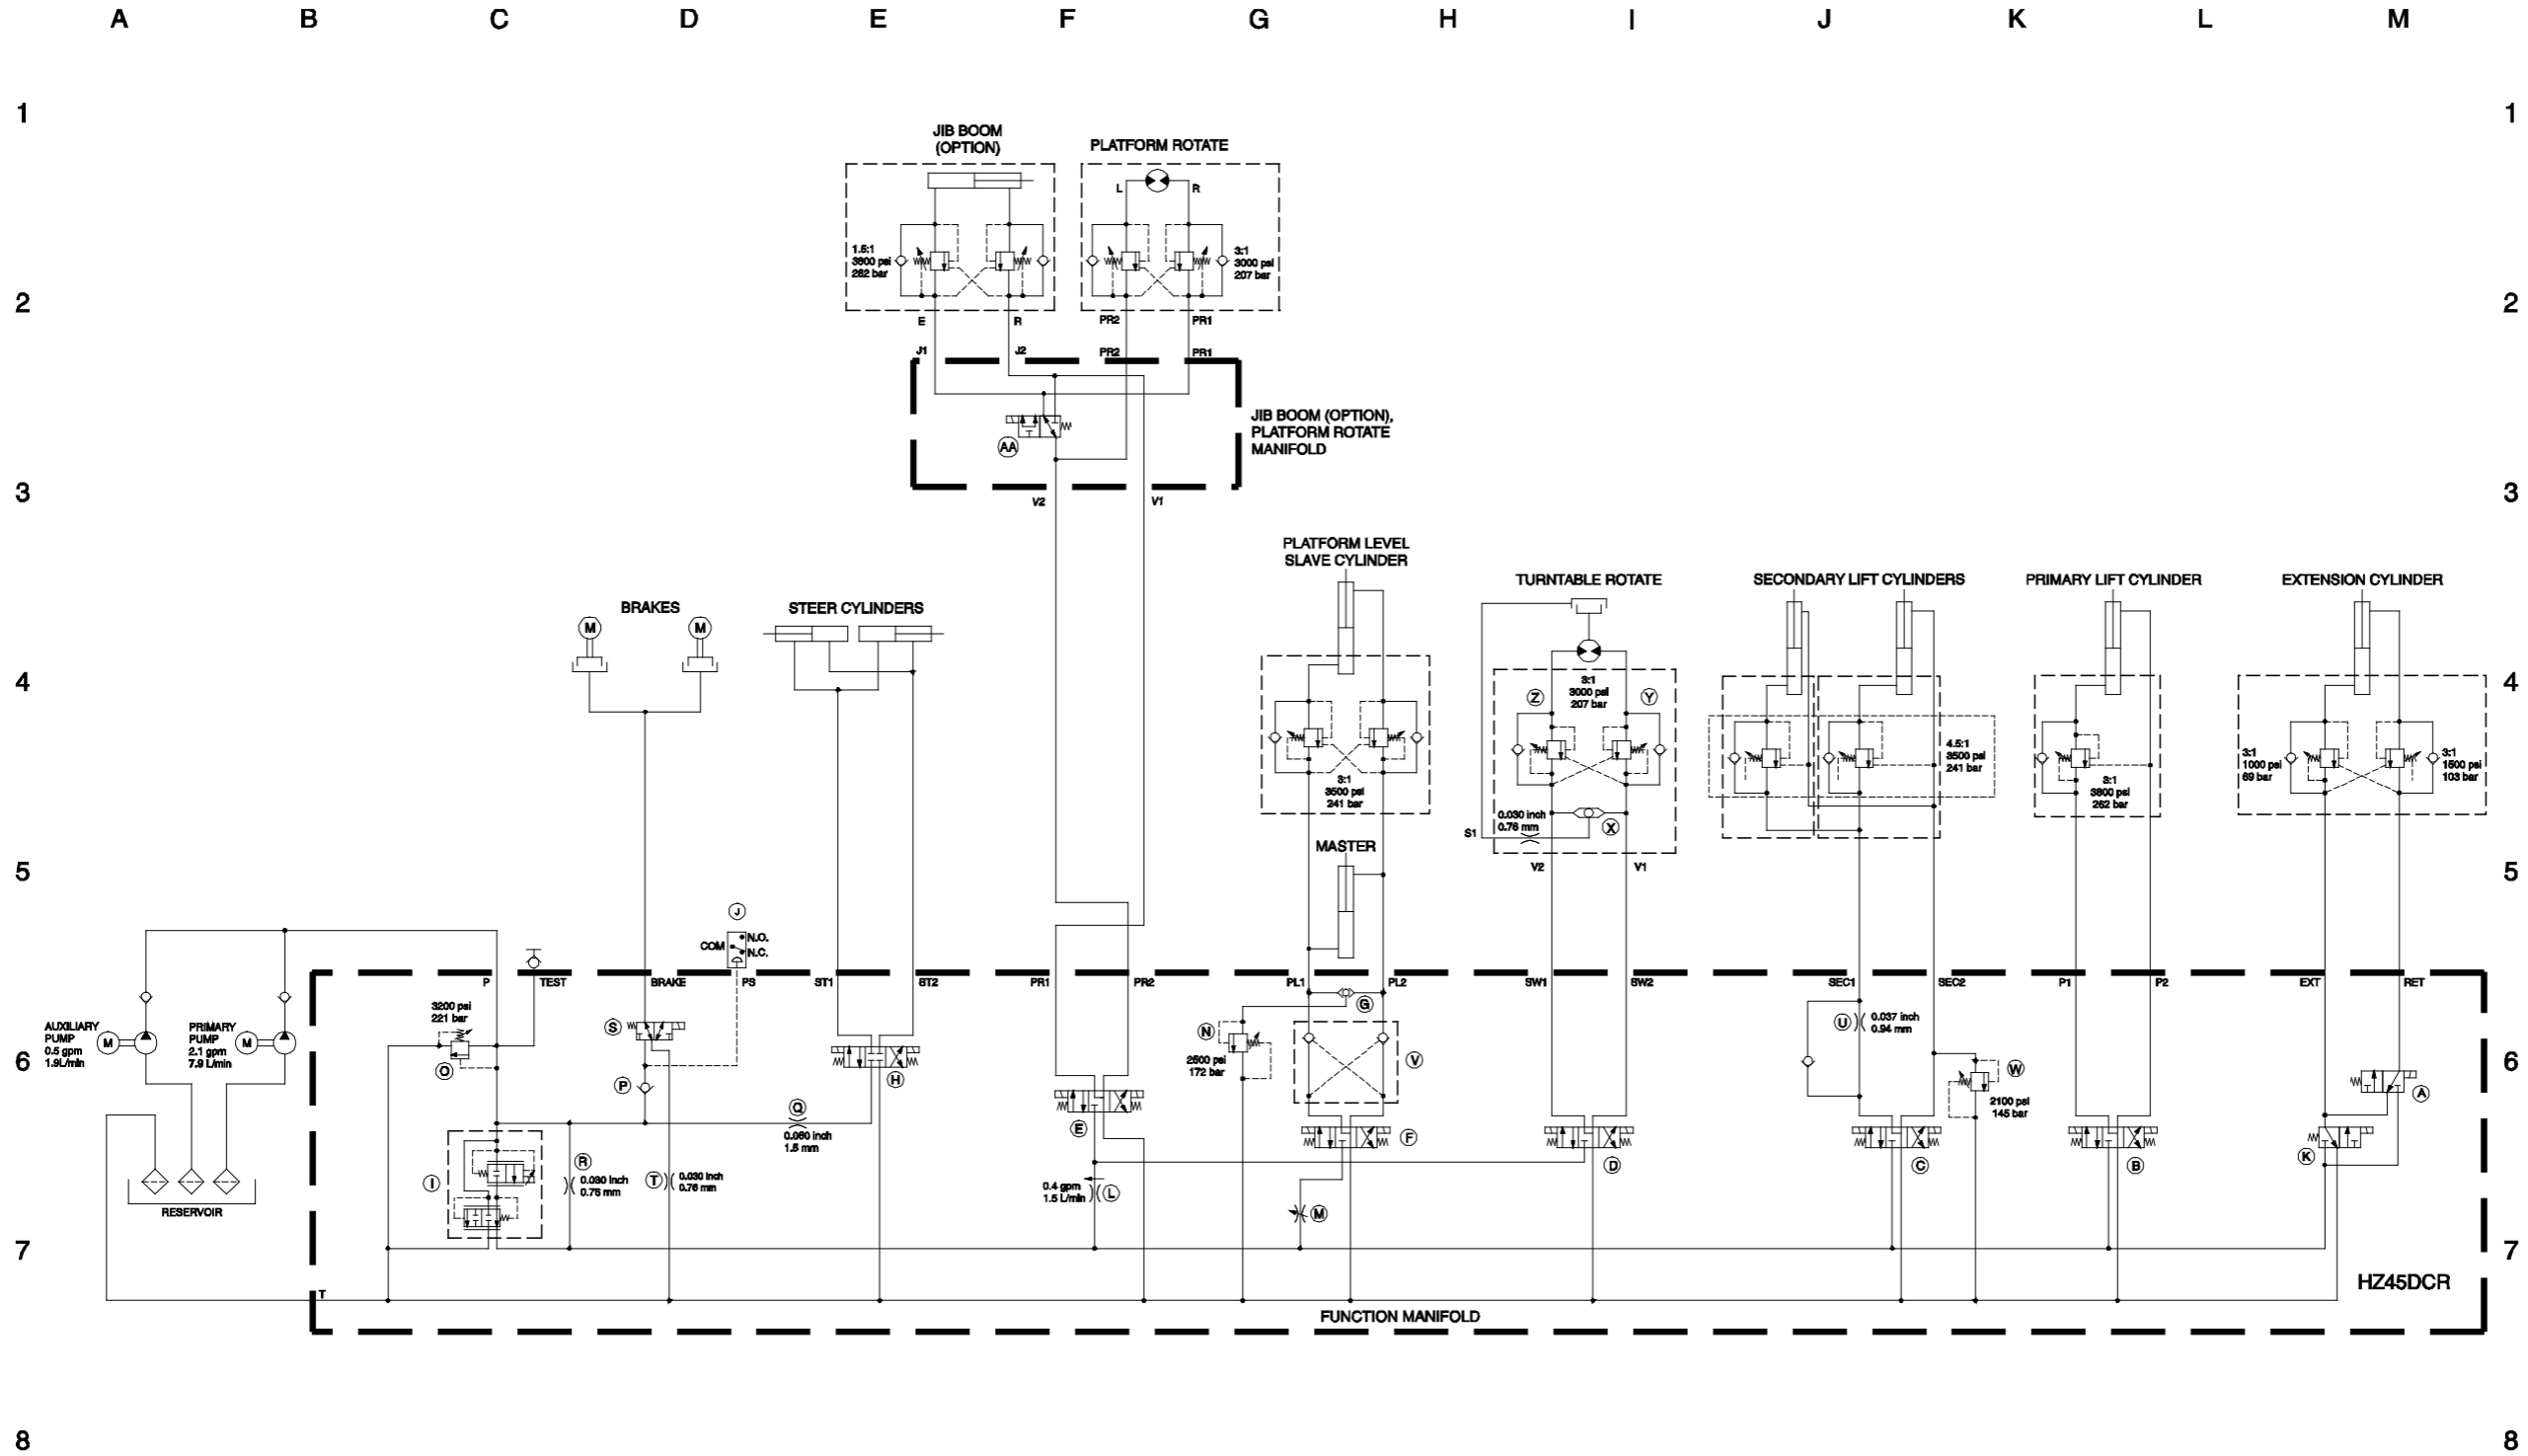 A B C D E F G H I J K L M
1 1
JIB BOOM
(OPTION)
PLATFORM ROTATE
L R
1.5:1
3800 psi
262 bar
3:1
3000 psi
207 bar
2 2
E R PR2 PR1
J1 J2 PR2 PR1
JIB BOOM (OPTION),
PLATFORM ROTATE
MANIFOLD
AA
3 3
V2 V1
PLATFORM LEVEL
SLAVE CYLINDER
TURNTABLE ROTATE
SECONDARY LIFT CYLINDERS
PRIMARY LIFT CYLINDER
EXTENSION CYLINDER
BRAKES
STEER CYLINDERS
M M
4 4
Z
3:1
3000 psi
207 bar
Y
4.5:1
3500 psi
241 bar
3:1
1000 psi
69 bar
3:1
1500 psi
103 bar
3:1
3500 psi
241 bar
3:1
3800 psi
262 bar
0.030 inch
0.76 mm
X
S1
MASTER
V2 V1
5 5
J
COM
N.O.
N.C.
P TEST BRAKE PS ST1 ST2 PR1 PR2 PL1 PL2 SW1 SW2 SEC1 SEC2 P1 P2 EXT RET
3200 psi
221 bar
G
AUXILIARY
PUMP
0.5 gpm
1.9L/min
M
PRIMARY
PUMP
2.1 gpm
7.9 L/min
M
S
N
2500 psi
172 bar
U
0.037 inch
0.94 mm
6 6
O
P
H
V
W
2100 psi
145 bar
A
Q
0.060 inch
1.5 mm
E
F
D
C
B
K
I
R
0.030 inch
0.76 mm
T
0.030 inch
0.76 mm
0.4 gpm
1.5 L/min
L
M
RESERVOIR
7 7
HZ45DCR
T
FUNCTION MANIFOLD
8 8